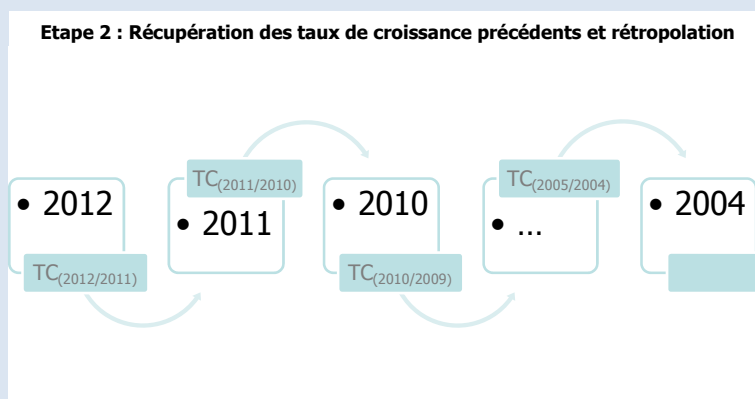 Etape 2 : Récupération des taux de croissance précédents et rétropolation
• 2012
TC(2012/2011)
TC(2011/2010)
• 2011
• 2010
TC(2010/2009)
TC(2005/2004)
• …
• 2004